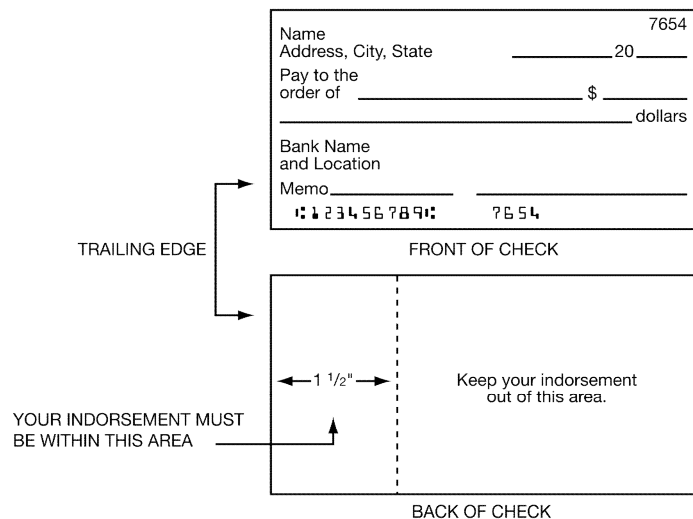 7654
Name
Address, City, State 20
Pay to the
order of $
dollars
Bank Name
and Location
Memo
⑆123456789⑆ 7654
TRAILING EDGE
FRONT OF CHECK
1 1/2"
Keep your indorsement
out of this area.
YOUR INDORSEMENT MUST
BE WITHIN THIS AREA
BACK OF CHECK